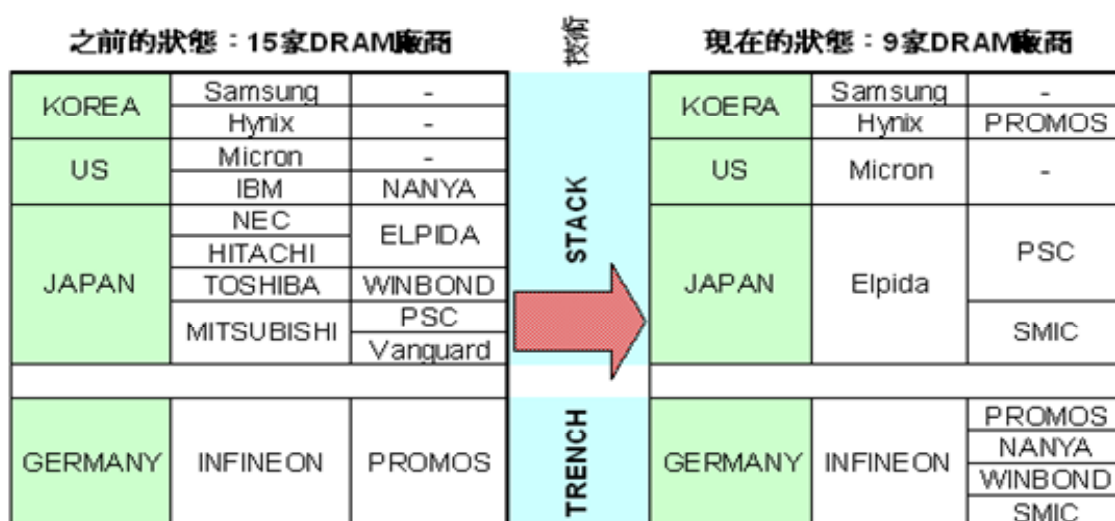 之前的狀態：15家DRAM廠商
技術
現在的狀態：9家DRAM廠商
KOREA Samsung -
Hynix -
US Micron -
IBM NANYA
JAPAN NEC ELPIDA
HITACHI
TOSHIBA WINBOND
MITSUBISHI PSC
Vanguard
GERMANY INFINEON PROMOS
STACK
TRENCH
KOERA Samsung -
Hynix PROMOS
US Micron -
JAPAN Elpida PSC
SMIC
GERMANY INFINEON PROMOS
NANYA
WINBOND
SMIC